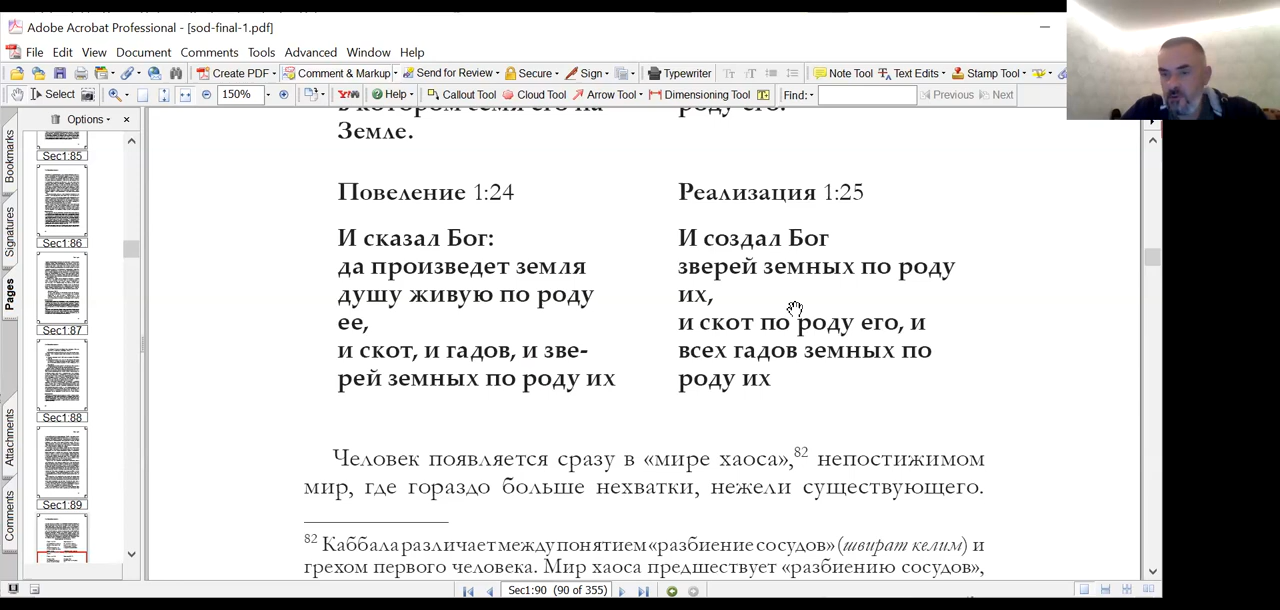 Adobe Acrobat Professional - [sod-final-1.pdf]
File Edit View Document Comments Tools Advanced Window Help
Create PDF Comment & Markup Send for Review Secure Sign Typewriter Note Tool Text Edits Stamp Tool
Select 150% Help Callout Tool Cloud Tool Arrow Tool Dimensioning Tool Find: Previous Next
Options
Bookmarks
Signatures
Pages
Attachments
Comments
Sec1:85
Sec1:86
Sec1:87
Sec1:88
Sec1:89
в котором семя его на
Земле.
роду его.
Повеление 1:24
И сказал Бог:
да произведет земля
душу живую по роду
ее,
и скот, и гадов, и зве-
рей земных по роду их
Реализация 1:25
И создал Бог
зверей земных по роду
их,
и скот по роду его, и
всех гадов земных по
роду их
Человек появляется сразу в «мире хаоса»,82 непостижимом
мир, где гораздо больше нехватки, нежели существующего.
82 Каббала различает между понятием «разбиение сосудов» (швират келим) и
грехом первого человека. Мир хаоса предшествует «разбиению сосудов»,
Sec1:90 (90 of 355)